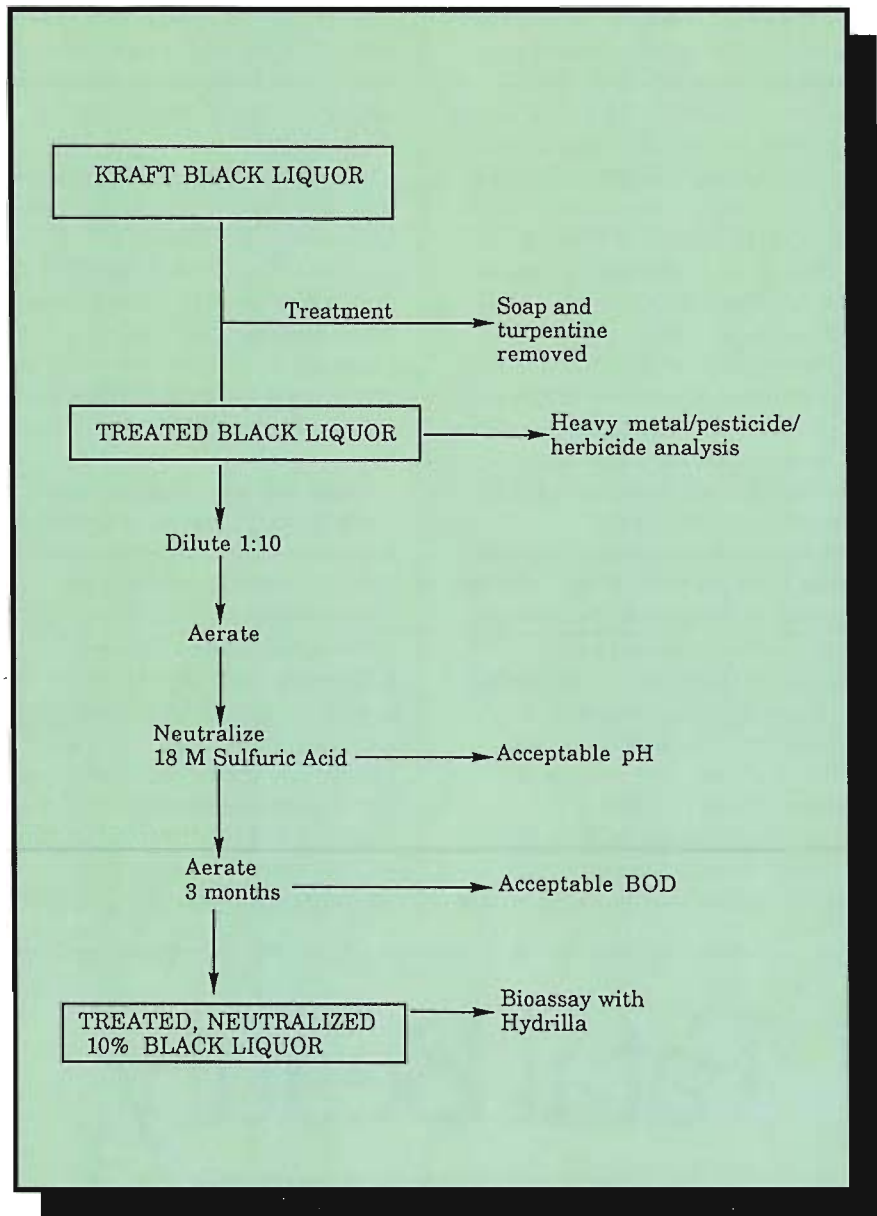 KRAFT BLACK LIQUOR
Treatment
Soap and
turpentine
removed
TREATED BLACK LIQUOR
Heavy metal/pesticide/
herbicide analysis
Dilute 1:10
Aerate
Neutralize
18 M Sulfuric Acid
Acceptable pH
Aerate
3 months
Acceptable BOD
TREATED, NEUTRALIZED
10% BLACK LIQUOR
Bioassay with
Hydrilla